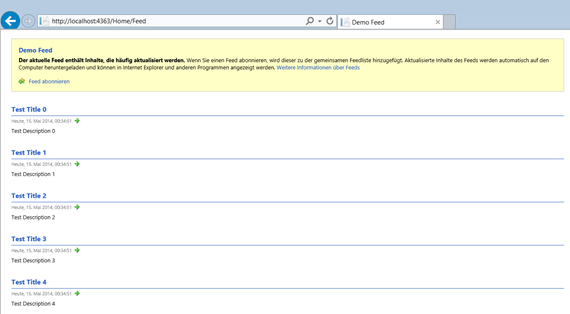 http://localhost:4363/Home/Feed
Demo Feed
Demo Feed
Der aktuelle Feed enthält Inhalte, die häufig aktualisiert werden. Wenn Sie einen Feed abonnieren, wird dieser zu der gemeinsamen Feedliste hinzugefügt. Aktualisierte Inhalte des Feeds werden automatisch auf den
Computer heruntergeladen und können in Internet Explorer und anderen Programmen angezeigt werden. Weitere Informationen über Feeds
Feed abonnieren
Test Title 0
Heute, 15. Mai 2014, 00:34:51
Test Description 0
Test Title 1
Heute, 15. Mai 2014, 00:34:51
Test Description 1
Test Title 2
Heute, 15. Mai 2014, 00:34:51
Test Description 2
Test Title 3
Heute, 15. Mai 2014, 00:34:51
Test Description 3
Test Title 4
Heute, 15. Mai 2014, 00:34:51
Test Description 4